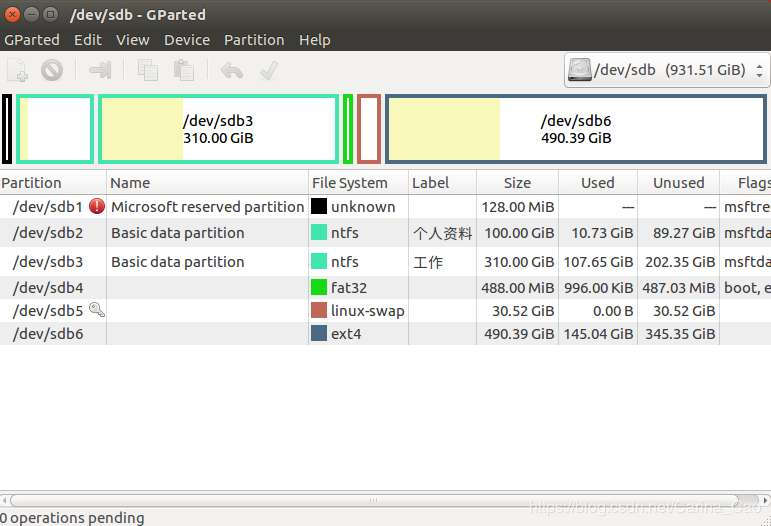 /dev/sdb - GParted
GParted Edit View Device Partition Help
/dev/sdb (931.51 GiB)
/dev/sdb3
310.00 GiB
/dev/sdb6
490.39 GiB
Partition Name File System Label Size Used Unused Flags
/dev/sdb1 Microsoft reserved partition unknown 128.00 MiB --- --- msftre
/dev/sdb2 Basic data partition ntfs 个人资料 100.00 GiB 10.73 GiB 89.27 GiB msftda
/dev/sdb3 Basic data partition ntfs 工作 310.00 GiB 107.65 GiB 202.35 GiB msftda
/dev/sdb4 fat32 488.00 MiB 996.00 KiB 487.03 MiB boot, e
/dev/sdb5 linux-swap 30.52 GiB 0.00 B 30.52 GiB
/dev/sdb6 ext4 490.39 GiB 145.04 GiB 345.35 GiB
https://blog.csdn.net/Carina_Cao
0 operations pending